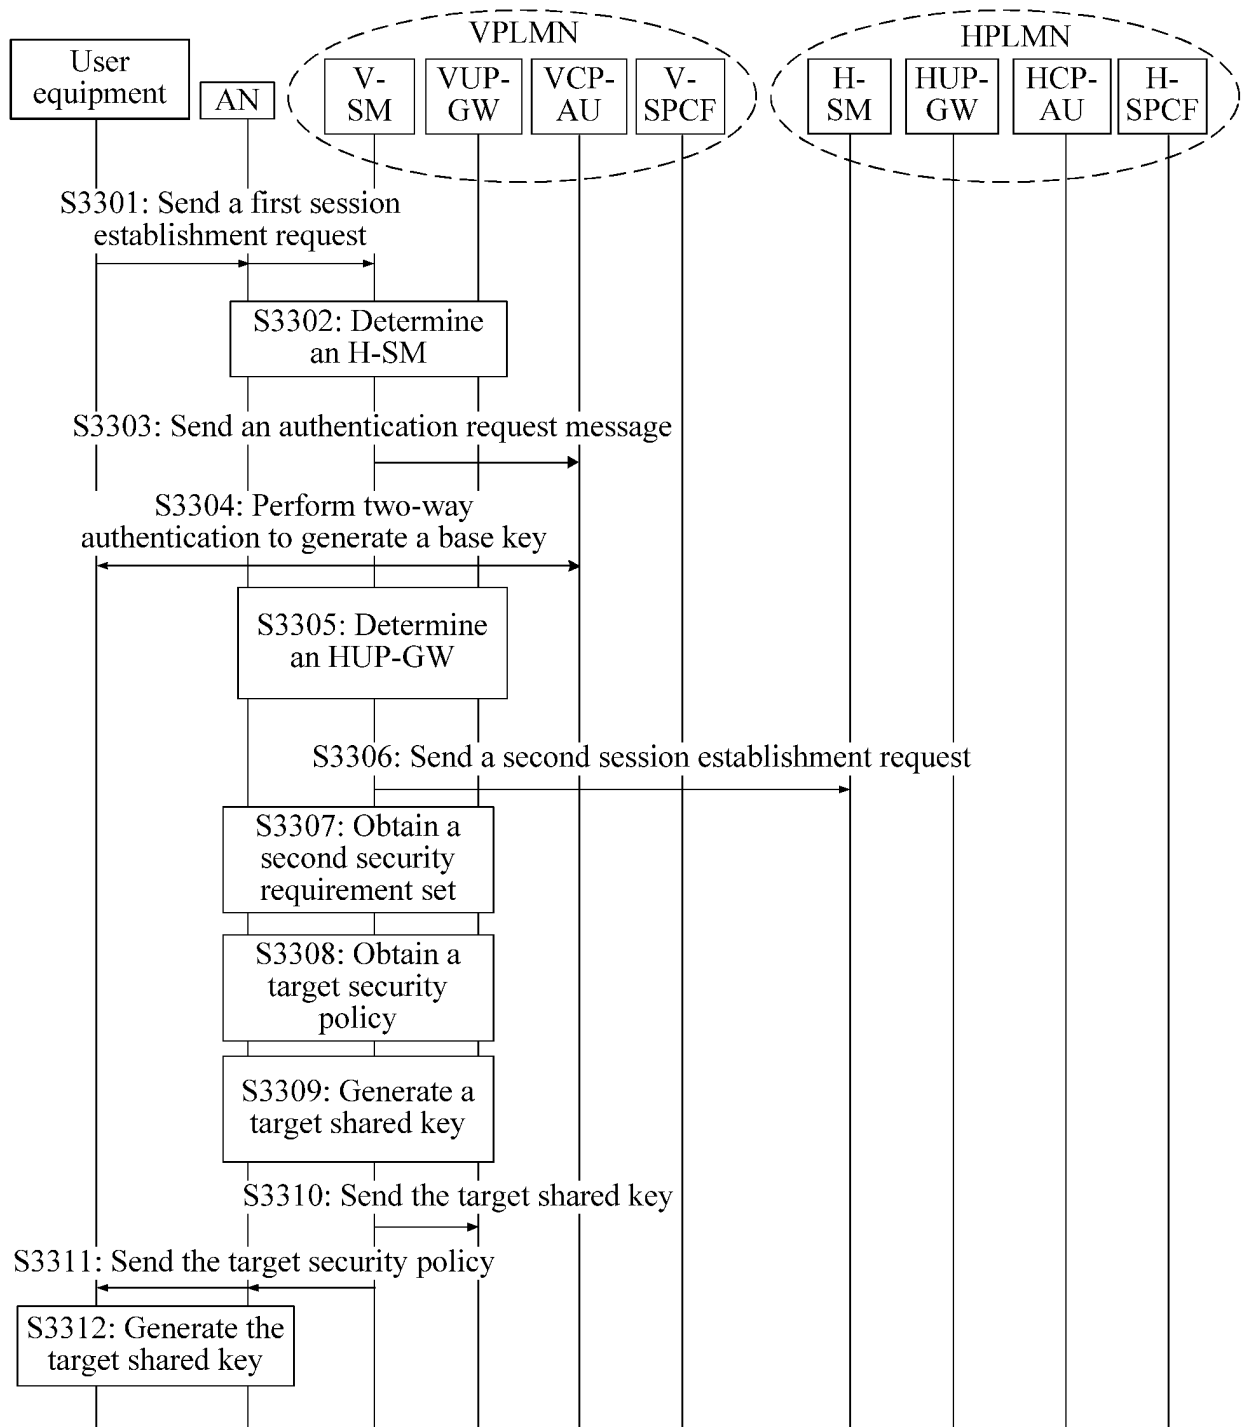 VPLMN
HPLMN
User
equipment
AN
V-
SM
VUP-
GW
VCP-
AU
V-
SPCF
H-
SM
HUP-
GW
HCP-
AU
H-
SPCF
S3301: Send a first session
establishment request
S3302: Determine
an H-SM
S3303: Send an authentication request message
S3304: Perform two-way
authentication to generate a base key
S3305: Determine
an HUP-GW
S3306: Send a second session establishment request
S3307: Obtain a
second security
requirement set
S3308: Obtain a
target security
policy
S3309: Generate a
target shared key
S3310: Send the target shared key
S3311: Send the target security policy
S3312: Generate the
target shared key